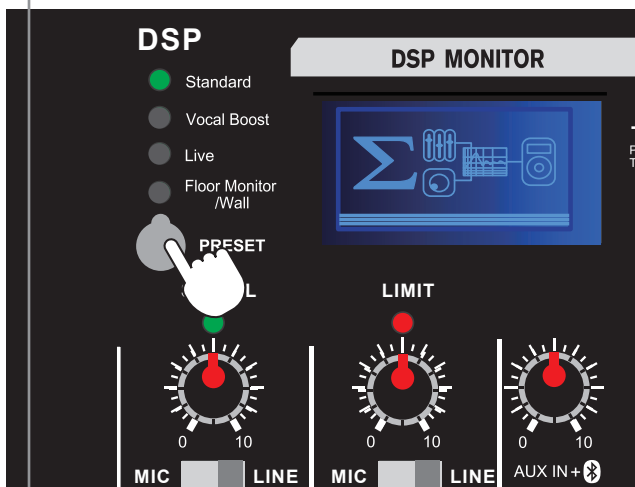 DSP
DSP MONITOR
Standard
Vocal Boost
Live
Floor Monitor
/Wall
PRESET
LIMIT
0 10
0 10
0 10
MIC LINE
MIC LINE
AUX IN+